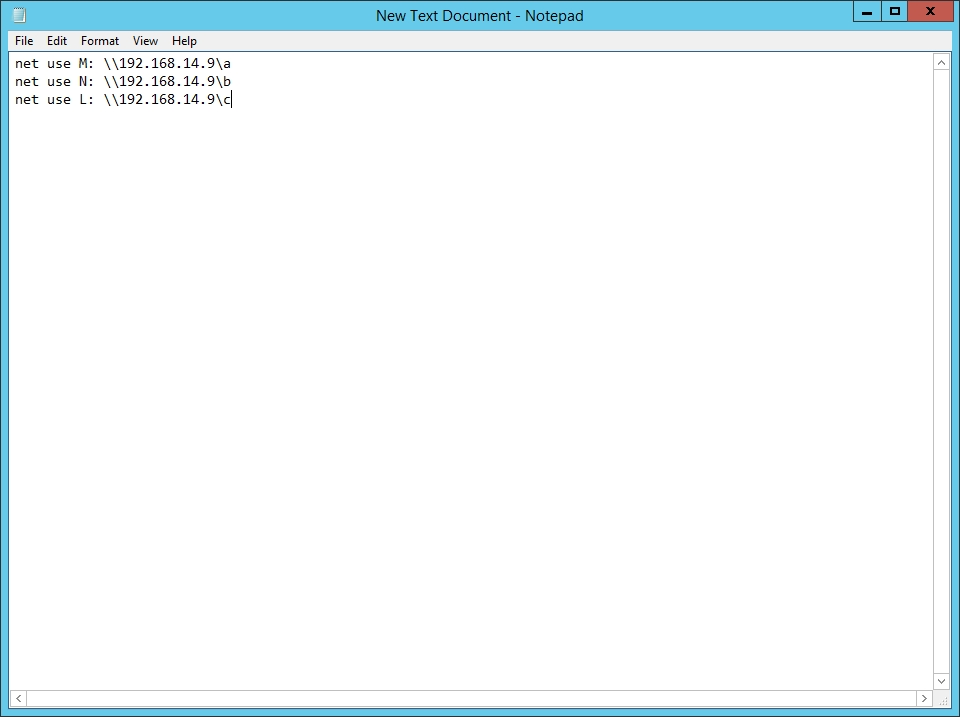 New Text Document - Notepad
File Edit Format View Help
net use M: \\192.168.14.9\a
net use N: \\192.168.14.9\b
net use L: \\192.168.14.9\c